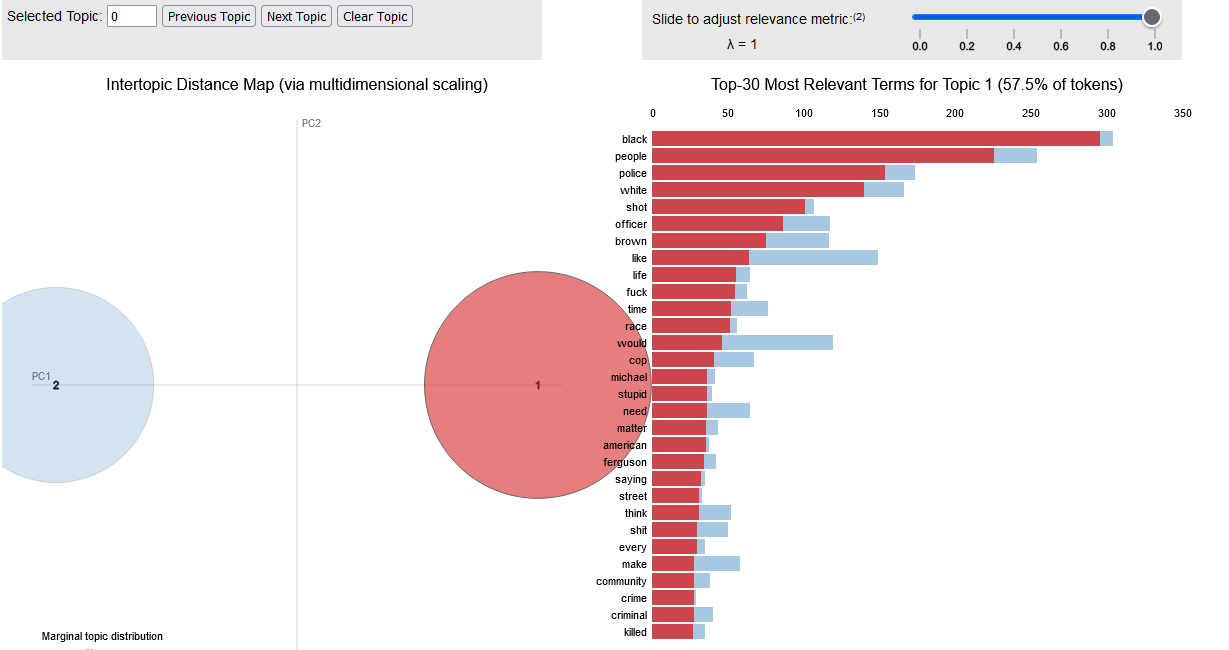 Selected Topic: 0 Previous Topic Next Topic Clear Topic
Slide to adjust relevance metric:(2)
λ = 1
0.0 0.2 0.4 0.6 0.8 1.0
Intertopic Distance Map (via multidimensional scaling)
PC2
PC1
2
1
Marginal topic distribution
Top-30 Most Relevant Terms for Topic 1 (57.5% of tokens)
0 50 100 150 200 250 300 350
black
people
police
white
shot
officer
brown
like
life
fuck
time
race
would
cop
michael
stupid
need
matter
american
ferguson
saying
street
think
shit
every
make
community
crime
criminal
killed